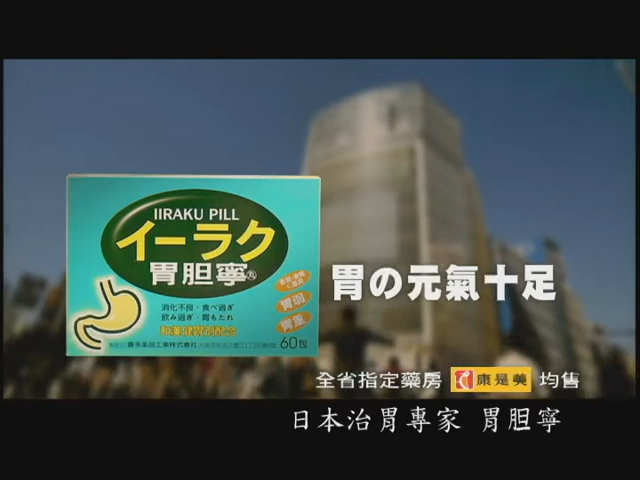 IIRAKU PILL
イーラク
胃胆寧
消化不良・食べ過ぎ
飲み過ぎ・胃もたれ
胃弱
胃重
60包
胃の元氣十足
全省指定藥房 康是美 均售
日本治胃專家 胃胆寧